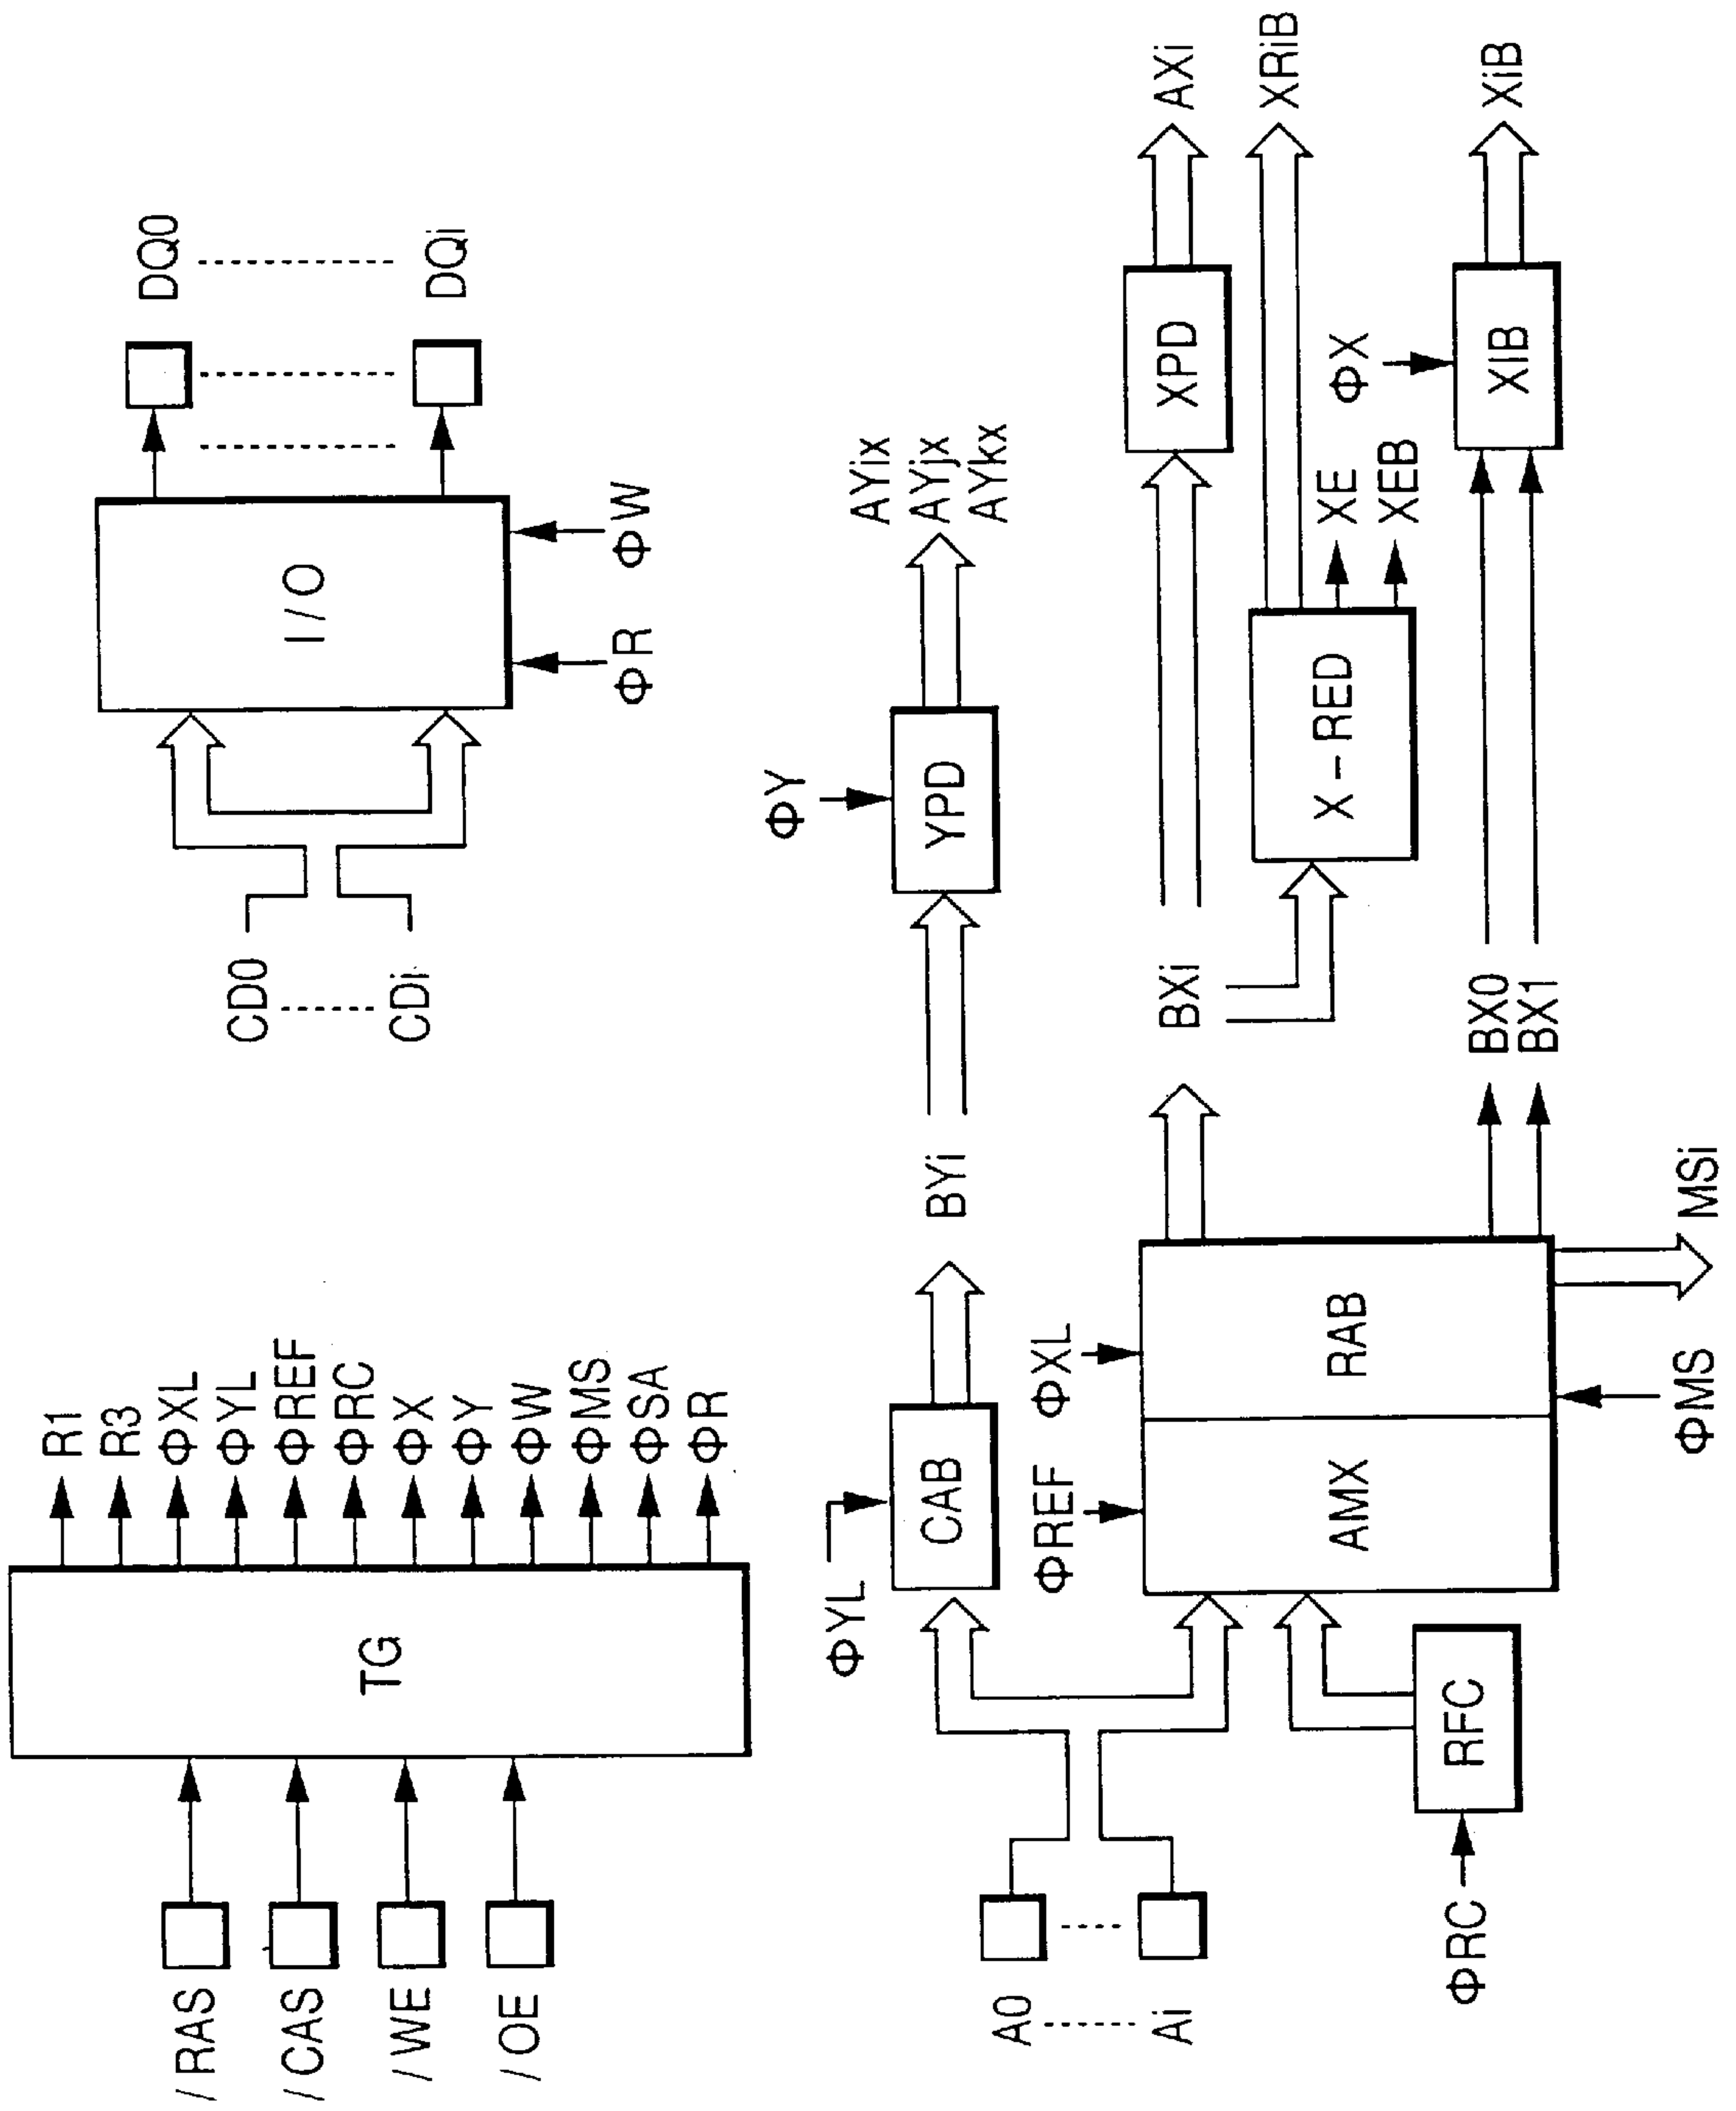 /RAS
/CAS
/WE
/OE
TG
R1
R3
ΦXL
ΦYL
ΦREF
ΦRC
ΦX
ΦY
ΦW
ΦMS
ΦSA
ΦR
CD0
CDi
I/O
ΦR
ΦW
DQ0
DQi
A0
Ai
ΦYL
CAB
BYi
ΦY
YPD
AYix
AYjx
AYkx
ΦREF
ΦXL
AMX
RAB
ΦRC
RFC
ΦMS
MSi
BXi
BX0
BX1
XPD
AXi
X-RED
XRiB
XE
XEB
ΦX
XIB
XiB